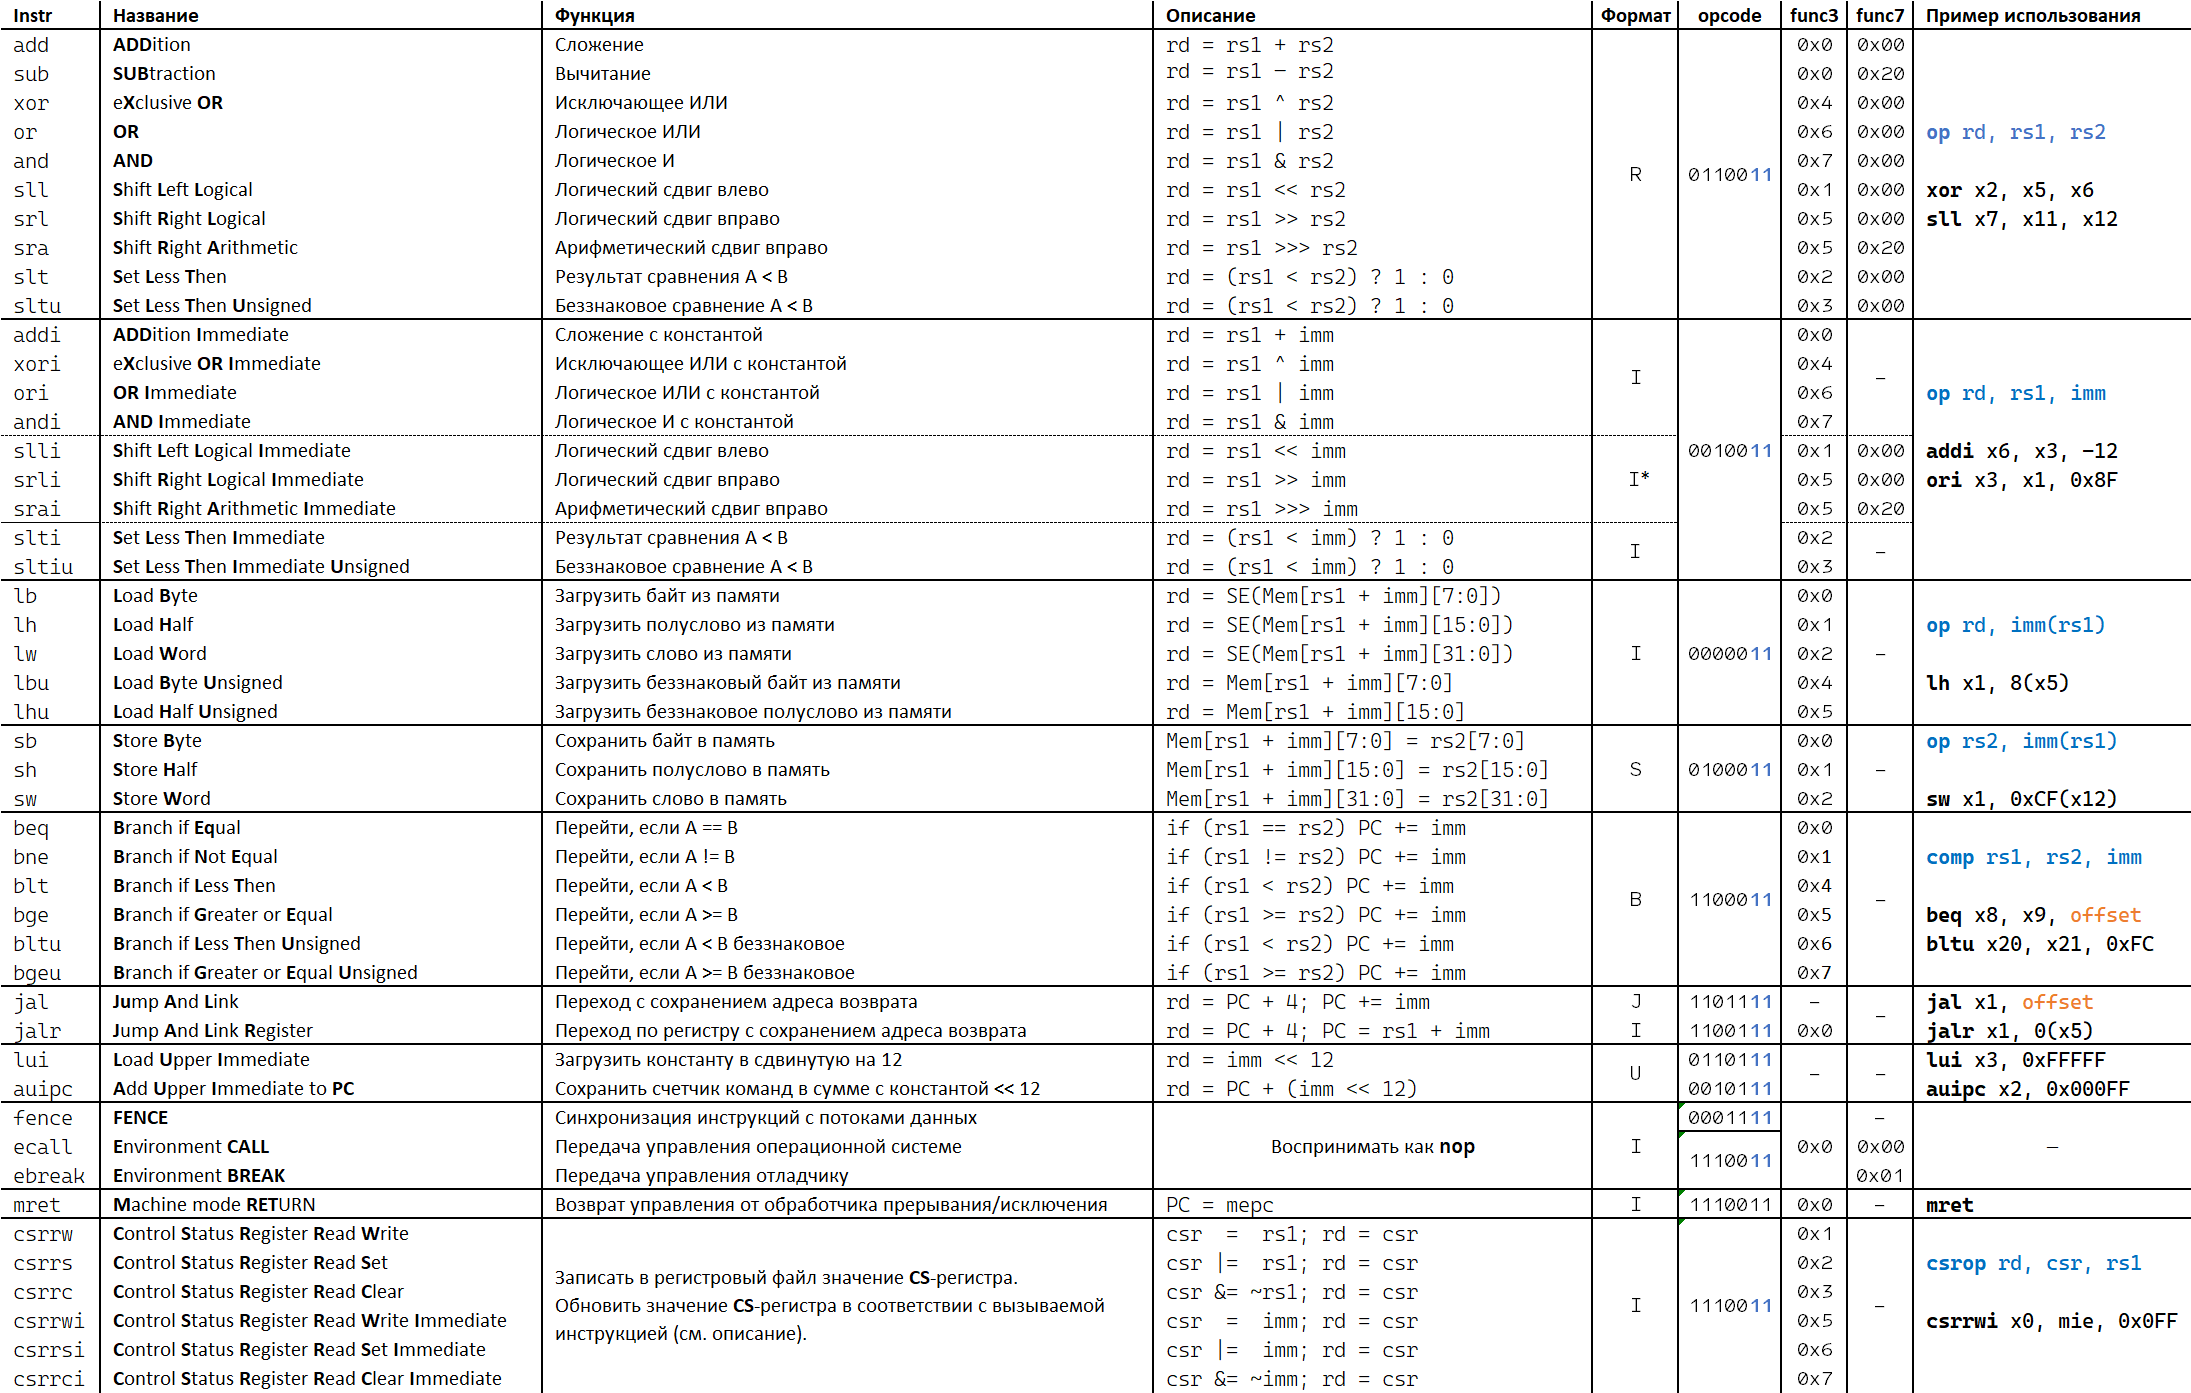 Instr Название Функция Описание Формат opcode func3 func7 Пример использования
add ADDition Сложение rd = rs1 + rs2 0x0 0x00
sub SUBtraction Вычитание rd = rs1 – rs2 0x0 0x20
xor eXclusive OR Исключающее ИЛИ rd = rs1 ^ rs2 0x4 0x00
or OR Логическое ИЛИ rd = rs1 | rs2 0x6 0x00 op rd, rs1, rs2
and AND Логическое И rd = rs1 & rs2 0x7 0x00
R 0110011
sll Shift Left Logical Логический сдвиг влево rd = rs1 << rs2 0x1 0x00 xor x2, x5, x6
srl Shift Right Logical Логический сдвиг вправо rd = rs1 >> rs2 0x5 0x00 sll x7, x11, x12
sra Shift Right Arithmetic Арифметический сдвиг вправо rd = rs1 >>> rs2 0x5 0x20
slt Set Less Then Результат сравнения A < B rd = (rs1 < rs2) ? 1 : 0 0x2 0x00
sltu Set Less Then Unsigned Беззнаковое сравнение A < B rd = (rs1 < rs2) ? 1 : 0 0x3 0x00
addi ADDition Immediate Сложение с константой rd = rs1 + imm 0x0
xori eXclusive OR Immediate Исключающее ИЛИ с константой rd = rs1 ^ imm 0x4
I –
ori OR Immediate Логическое ИЛИ с константой rd = rs1 | imm 0x6 op rd, rs1, imm
andi AND Immediate Логическое И с константой rd = rs1 & imm 0x7
slli Shift Left Logical Immediate Логический сдвиг влево rd = rs1 << imm 0010011 0x1 0x00 addi x6, x3, –12
srli Shift Right Logical Immediate Логический сдвиг вправо rd = rs1 >> imm I* 0x5 0x00 ori x3, x1, 0x8F
srai Shift Right Arithmetic Immediate Арифметический сдвиг вправо rd = rs1 >>> imm 0x5 0x20
slti Set Less Then Immediate Результат сравнения A < B rd = (rs1 < imm) ? 1 : 0 0x2
I –
sltiu Set Less Then Immediate Unsigned Беззнаковое сравнение A < B rd = (rs1 < imm) ? 1 : 0 0x3
lb Load Byte Загрузить байт из памяти rd = SE(Mem[rs1 + imm][7:0]) 0x0
lh Load Half Загрузить полуслово из памяти rd = SE(Mem[rs1 + imm][15:0]) 0x1 op rd, imm(rs1)
lw Load Word Загрузить слово из памяти rd = SE(Mem[rs1 + imm][31:0]) I 0000011 0x2 –
lbu Load Byte Unsigned Загрузить беззнаковый байт из памяти rd = Mem[rs1 + imm][7:0] 0x4 lh x1, 8(x5)
lhu Load Half Unsigned Загрузить беззнаковое полуслово из памяти rd = Mem[rs1 + imm][15:0] 0x5
sb Store Byte Сохранить байт в память Mem[rs1 + imm][7:0] = rs2[7:0] 0x0 op rs2, imm(rs1)
sh Store Half Сохранить полуслово в память Mem[rs1 + imm][15:0] = rs2[15:0] S 0100011 0x1 –
sw Store Word Сохранить слово в память Mem[rs1 + imm][31:0] = rs2[31:0] 0x2 sw x1, 0xCF(x12)
beq Branch if Equal Перейти, если A == B if (rs1 == rs2) PC += imm 0x0
bne Branch if Not Equal Перейти, если A != B if (rs1 != rs2) PC += imm 0x1 comp rs1, rs2, imm
blt Branch if Less Then Перейти, если A < B if (rs1 < rs2) PC += imm 0x4
B 1100011 –
bge Branch if Greater or Equal Перейти, если A >= B if (rs1 >= rs2) PC += imm 0x5 beq x8, x9, offset
bltu Branch if Less Then Unsigned Перейти, если A < B беззнаковое if (rs1 < rs2) PC += imm 0x6 bltu x20, x21, 0xFC
bgeu Branch if Greater or Equal Unsigned Перейти, если A >= B беззнаковое if (rs1 >= rs2) PC += imm 0x7
jal Jump And Link Переход с сохранением адреса возврата rd = PC + 4; PC += imm J 1101111 – jal x1, offset
–
jalr Jump And Link Register Переход по регистру с сохранением адреса возврата rd = PC + 4; PC = rs1 + imm I 1100111 0x0 jalr x1, 0(x5)
lui Load Upper Immediate Загрузить константу в сдвинутую на 12 rd = imm << 12 0110111 lui x3, 0xFFFFF
U – –
auipc Add Upper Immediate to PC Сохранить счетчик команд в сумме с константой << 12 rd = PC + (imm << 12) 0010111 auipc x2, 0x000FF
fence FENCE Синхронизация инструкций с потоками данных 0001111 –
ecall Environment CALL Передача управления операционной системе Воспринимать как nop I 0x0 0x00 –
1110011
ebreak Environment BREAK Передача управления отладчику 0x01
mret Machine mode RETURN Возврат управления от обработчика прерывания/исключения PC = mepc I 1110011 0x0 – mret
csrrw Control Status Register Read Write csr = rs1; rd = csr 0x1
csrrs Control Status Register Read Set csr |= rs1; rd = csr 0x2 csrop rd, csr, rs1
Записать в регистровый файл значение CS-регистра.
csrrc Control Status Register Read Clear csr &= ~rs1; rd = csr 0x3
Обновить значение CS-регистра в соответствии с вызываемой I 1110011 –
csrrwi Control Status Register Read Write Immediate csr = imm; rd = csr 0x5 csrrwi x0, mie, 0x0FF
инструкцией (см. описание).
csrrsi Control Status Register Read Set Immediate csr |= imm; rd = csr 0x6
csrrci Control Status Register Read Clear Immediate csr &= ~imm; rd = csr 0x7